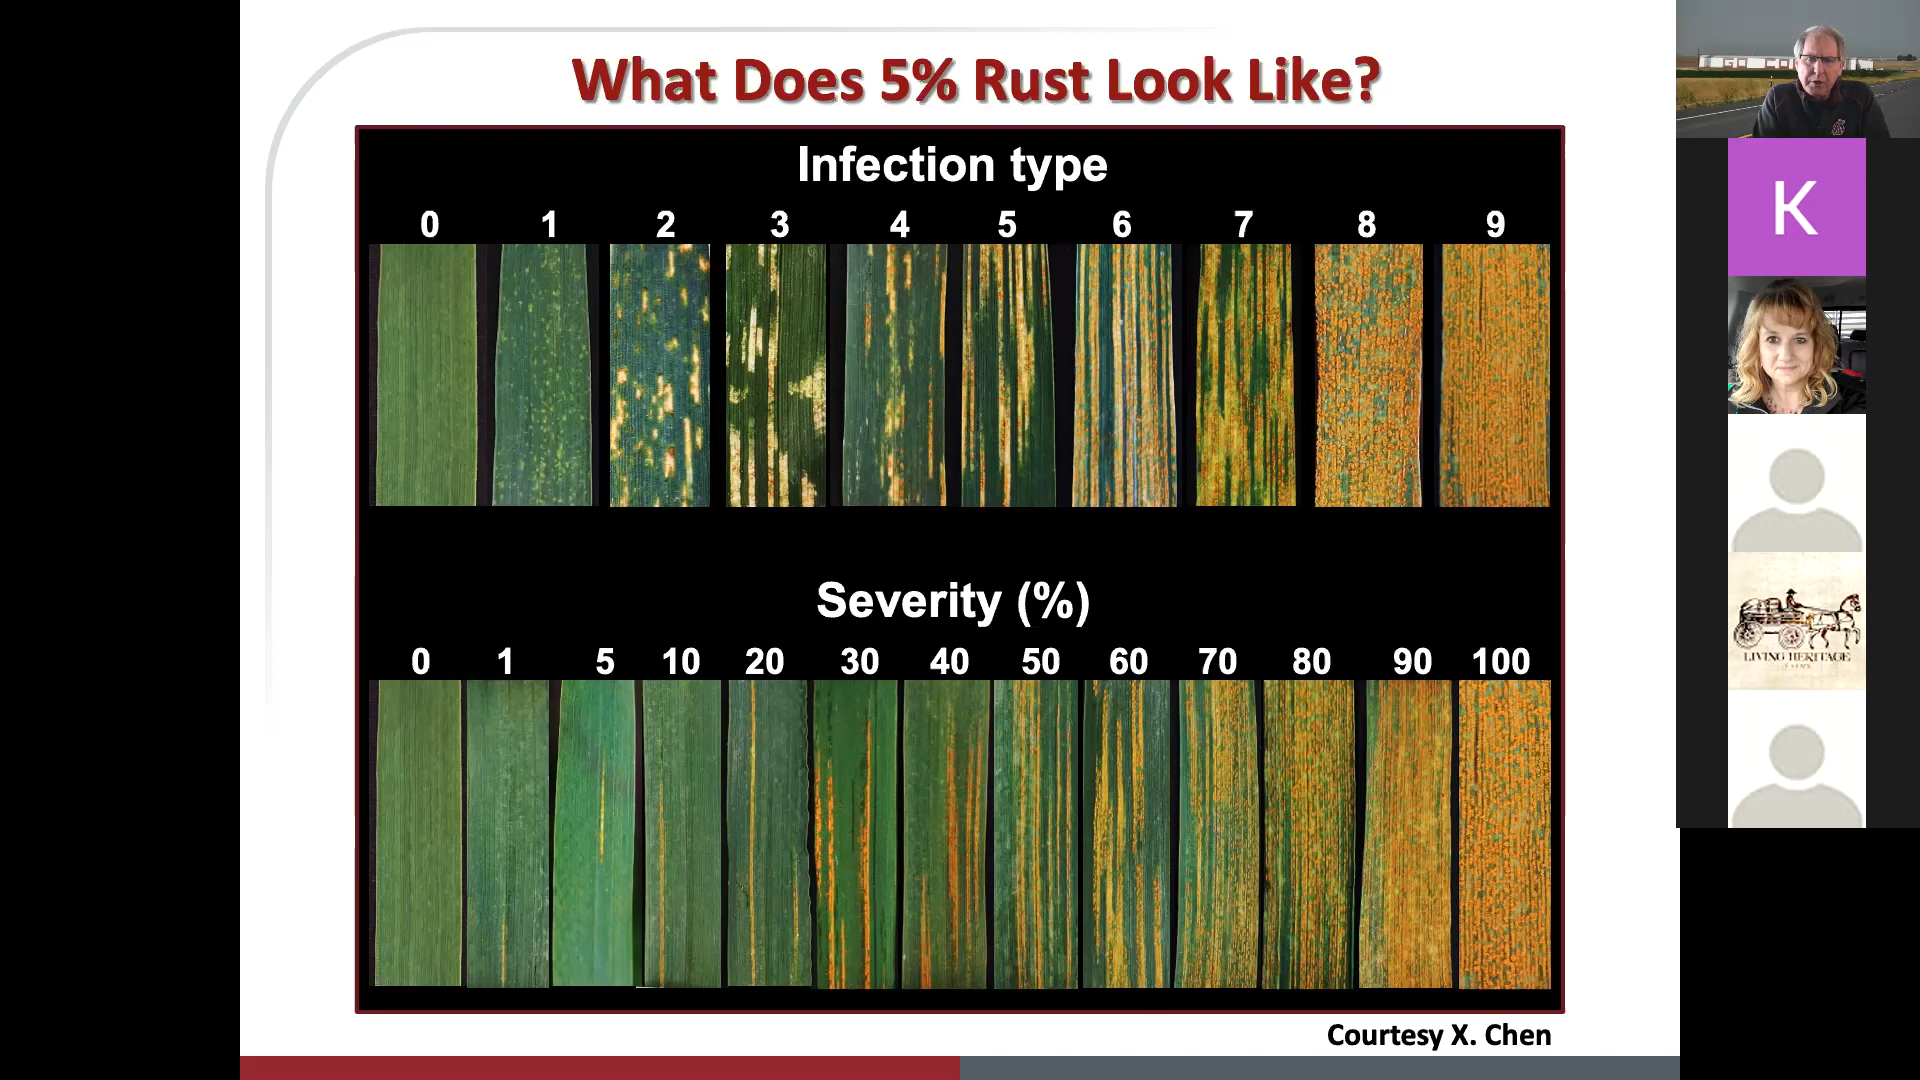 What Does 5% Rust Look Like?
Infection type
0 1 2 3 4 5 6 7 8 9
Severity (%)
0 1 5 10 20 30 40 50 60 70 80 90 100
Courtesy X. Chen
K
LIVING HERITAGE